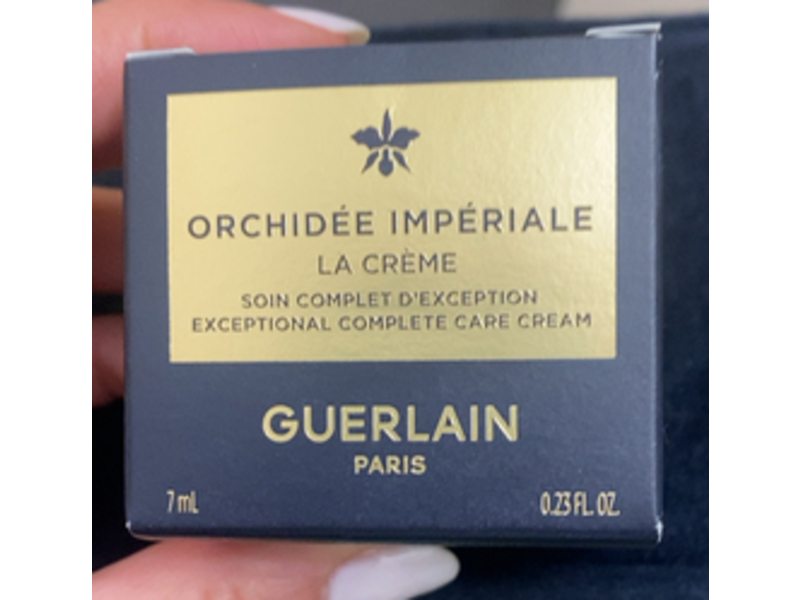 ORCHIDÉE IMPÉRIALE
LA CRÈME
SOIN COMPLET D'EXCEPTION
EXCEPTIONAL COMPLETE CARE CREAM
GUERLAIN
PARIS
7 mL 0.23 FL. OZ.